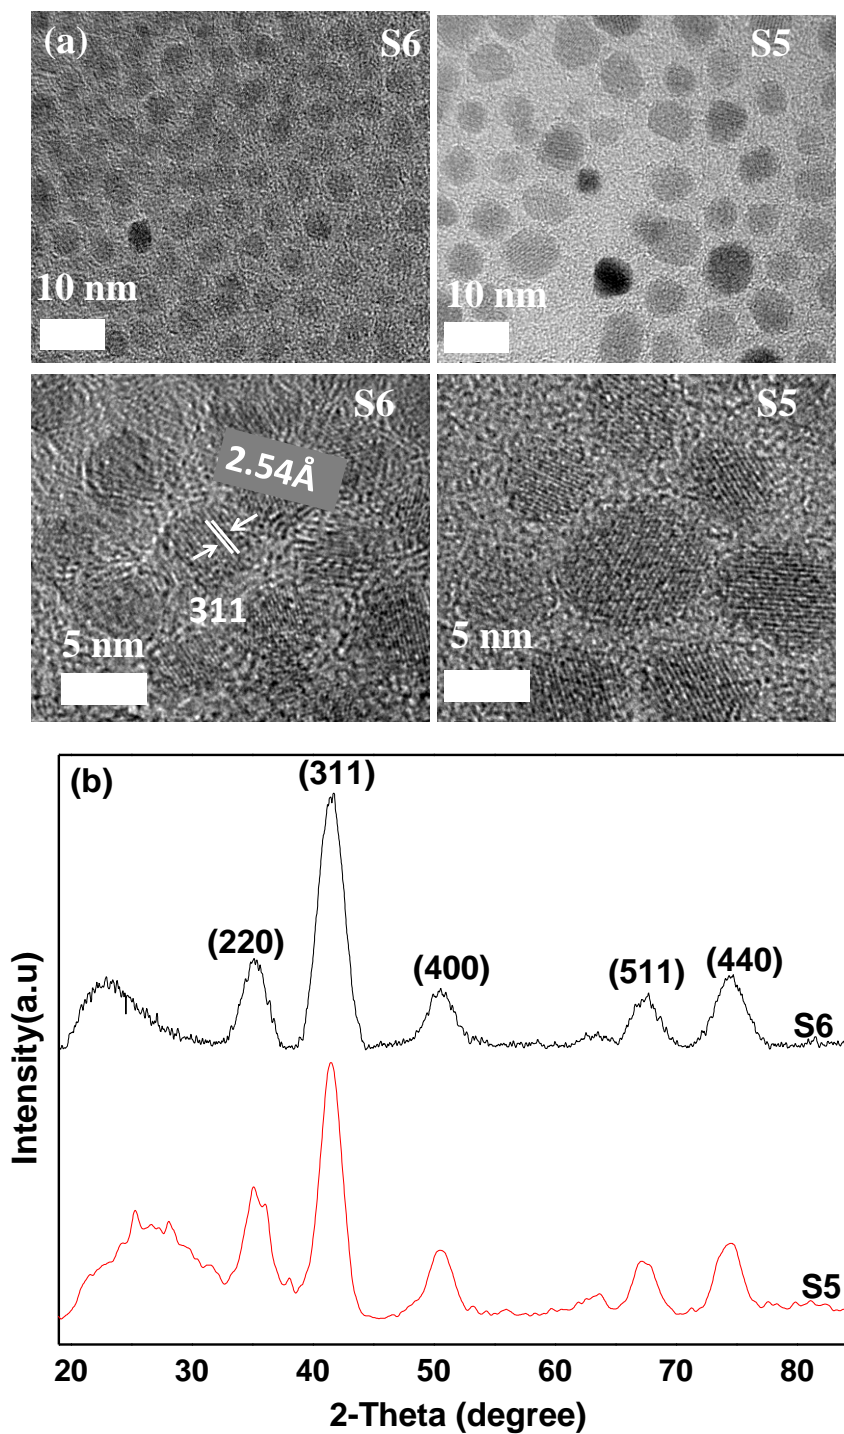 (a)
S6
S5
10 nm
10 nm
S6
S5
2.54Å
311
5 nm
5 nm
(b)
(311)
(220)
(400)
(511)
(440)
S6
S5
Intensity(a.u)
20 30 40 50 60 70 80
2-Theta (degree)